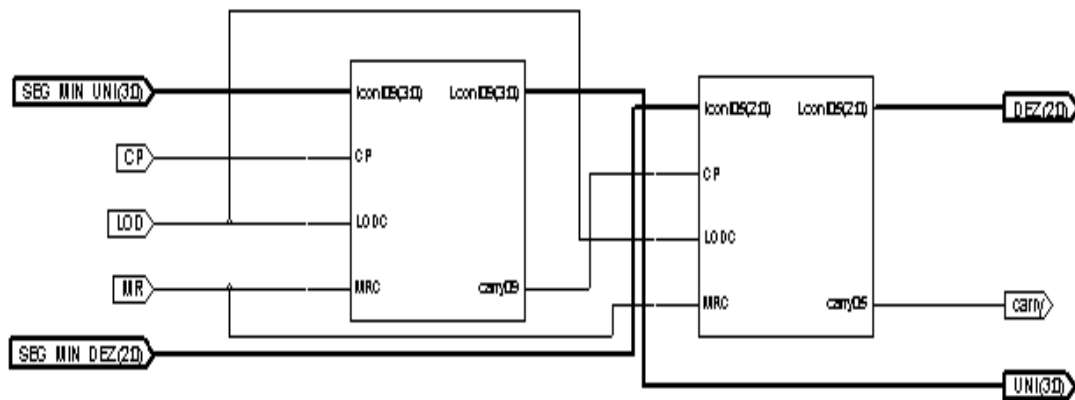 SEG MIN UNI(3:0)
CP
LOD
MR
SEG MIN DEZ(2:0)
Icont09(3:0) Lcont09(3:0)
CP
LODC
MRC carry09
Icont05(2:0) Lcont05(2:0)
CP
LODC
MRC carry05
DEZ(2:0)
carry
UNI(3:0)